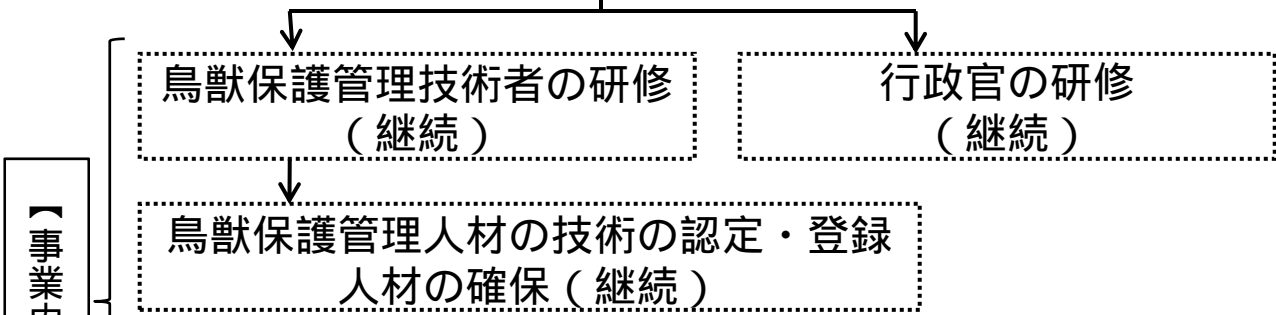 鳥獣保護管理技術者の研修
（継続）
行政官の研修
（継続）
鳥獣保護管理人材の技術の認定・登録
人材の確保（継続）
【事業